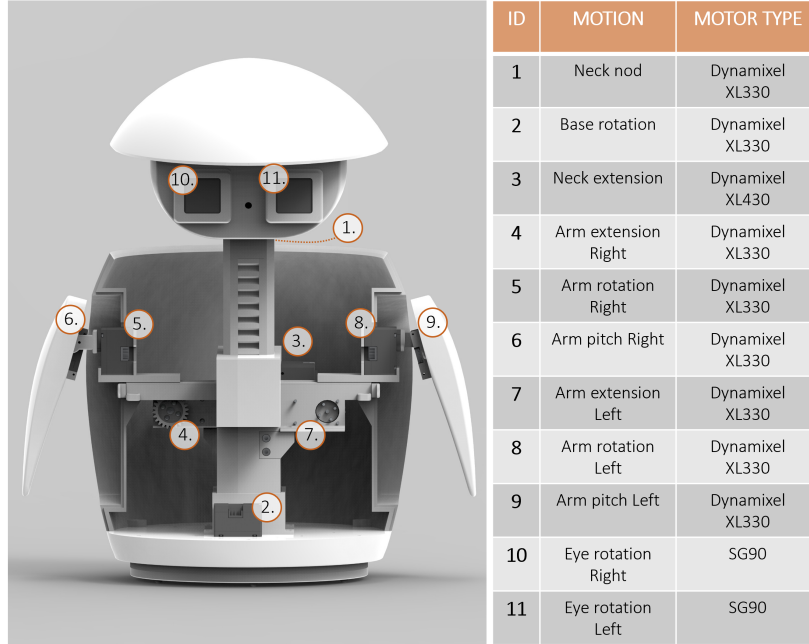 10.
11.
1.
6.
5.
8.
9.
3.
4.
7.
2.
ID MOTION MOTOR TYPE
1 Neck nod Dynamixel
XL330
2 Base rotation Dynamixel
XL330
3 Neck extension Dynamixel
XL430
4 Arm extension Dynamixel
Right XL330
5 Arm rotation Dynamixel
Right XL330
6 Arm pitch Right Dynamixel
XL330
7 Arm extension Dynamixel
Left XL330
8 Arm rotation Dynamixel
Left XL330
9 Arm pitch Left Dynamixel
XL330
10 Eye rotation SG90
Right
11 Eye rotation SG90
Left